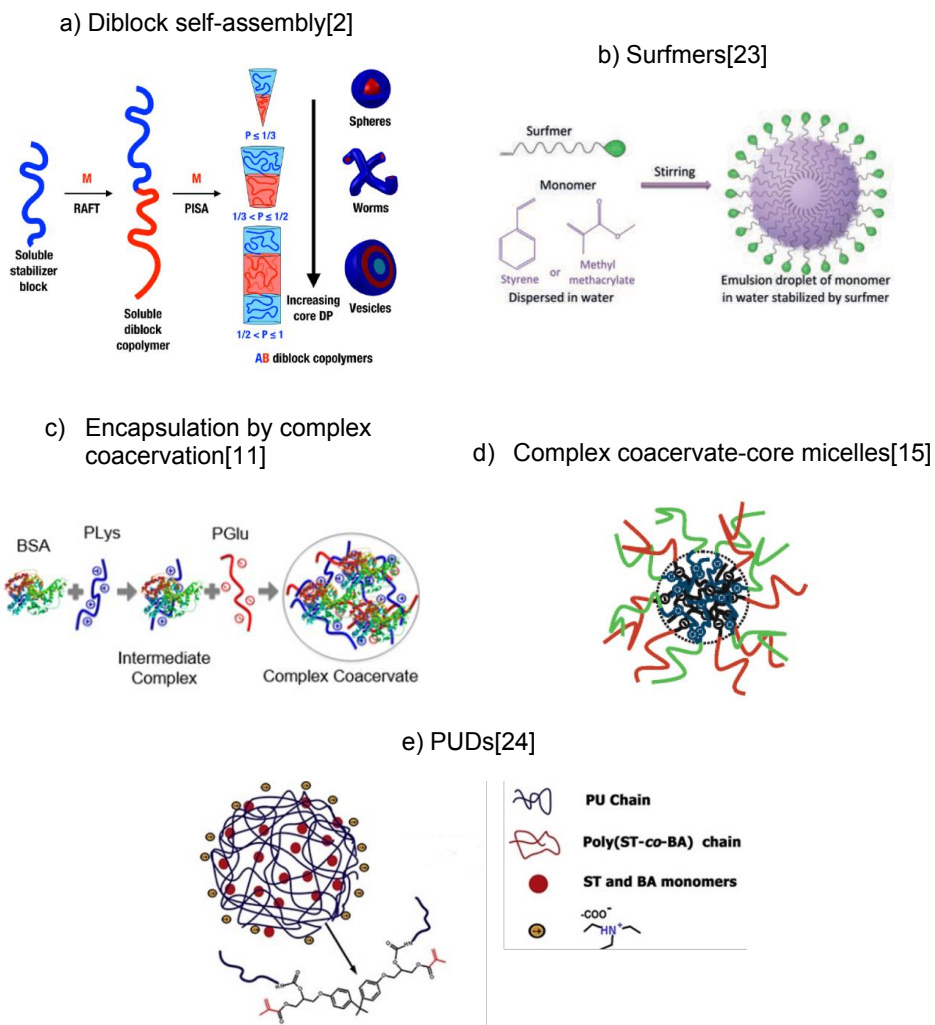 a) Diblock self-assembly[2]
Soluble
stabilizer
block
M
RAFT
Soluble
diblock
copolymer
M
PISA
P ≤ 1/3
1/3 < P ≤ 1/2
1/2 < P ≤ 1
Increasing
core DP
Spheres
Worms
Vesicles
AB diblock copolymers
b) Surfmers[23]
Surfmer
Monomer
Styrene or Methyl
methacrylate
Dispersed in water
Stirring
Emulsion droplet of monomer
in water stabilized by surfmer
c) Encapsulation by complex
coacervation[11]
BSA
PLys
PGlu
Intermediate
Complex
Complex Coacervate
d) Complex coacervate-core micelles[15]
e) PUDs[24]
PU Chain
Poly(ST-co-BA) chain
ST and BA monomers
-COO⁻
HN⁺